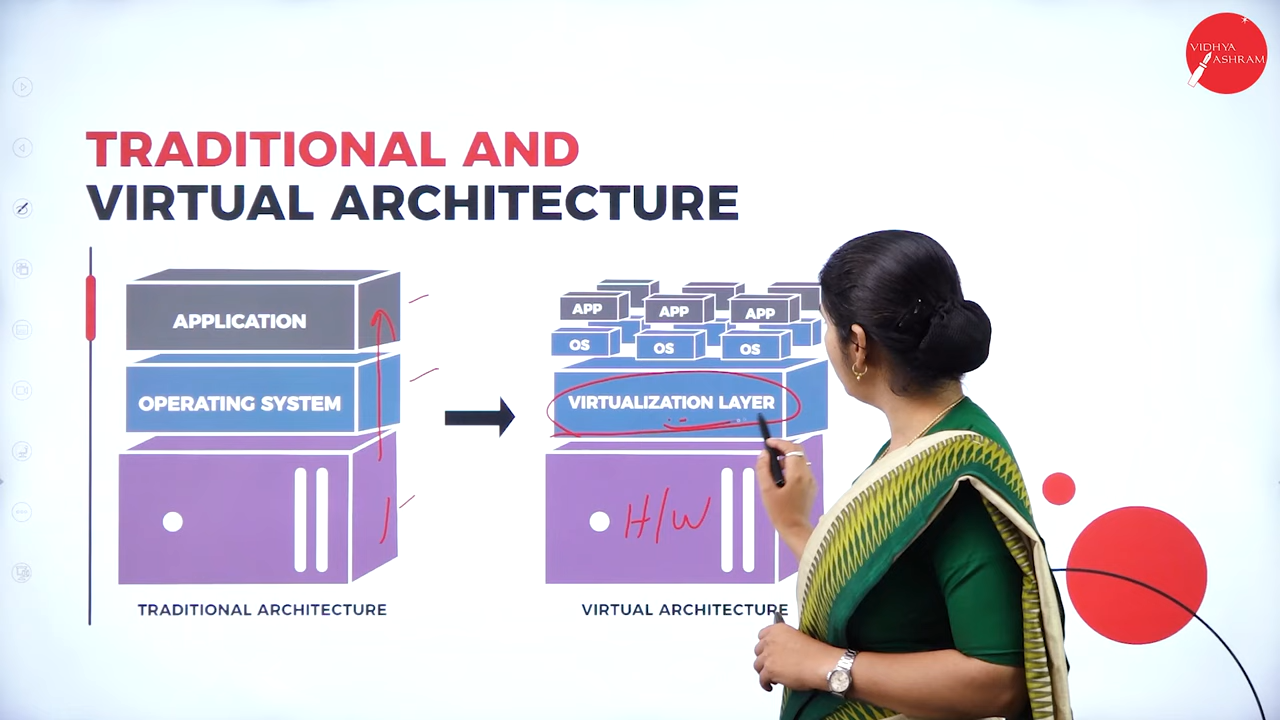 VIDHYA
ASHRAM
TRADITIONAL AND
VIRTUAL ARCHITECTURE
APPLICATION
OPERATING SYSTEM
TRADITIONAL ARCHITECTURE
APP
APP
APP
OS
OS
OS
VIRTUALIZATION LAYER
H/W
VIRTUAL ARCHITECTURE